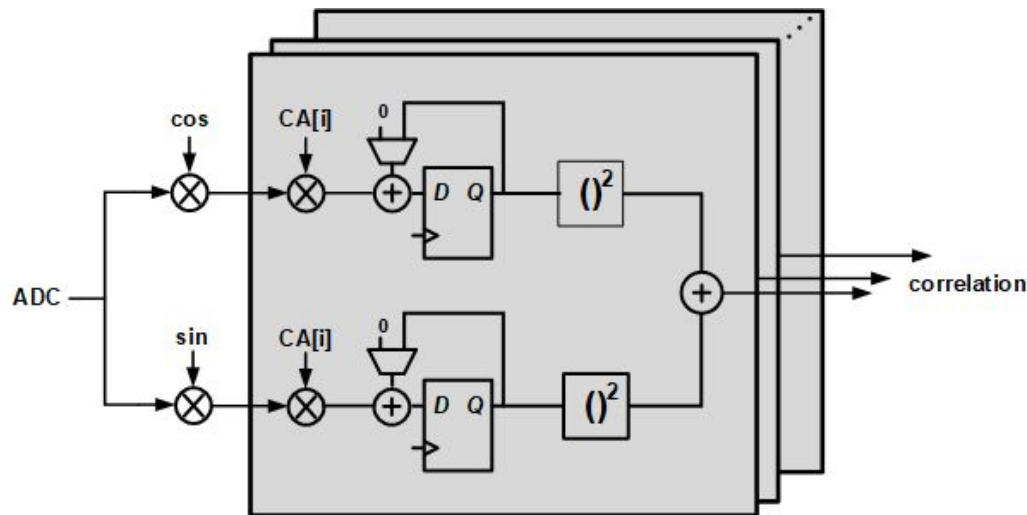 cos
CA[i]
0
D Q
()²
ADC
correlation
sin
CA[i]
0
D Q
()²